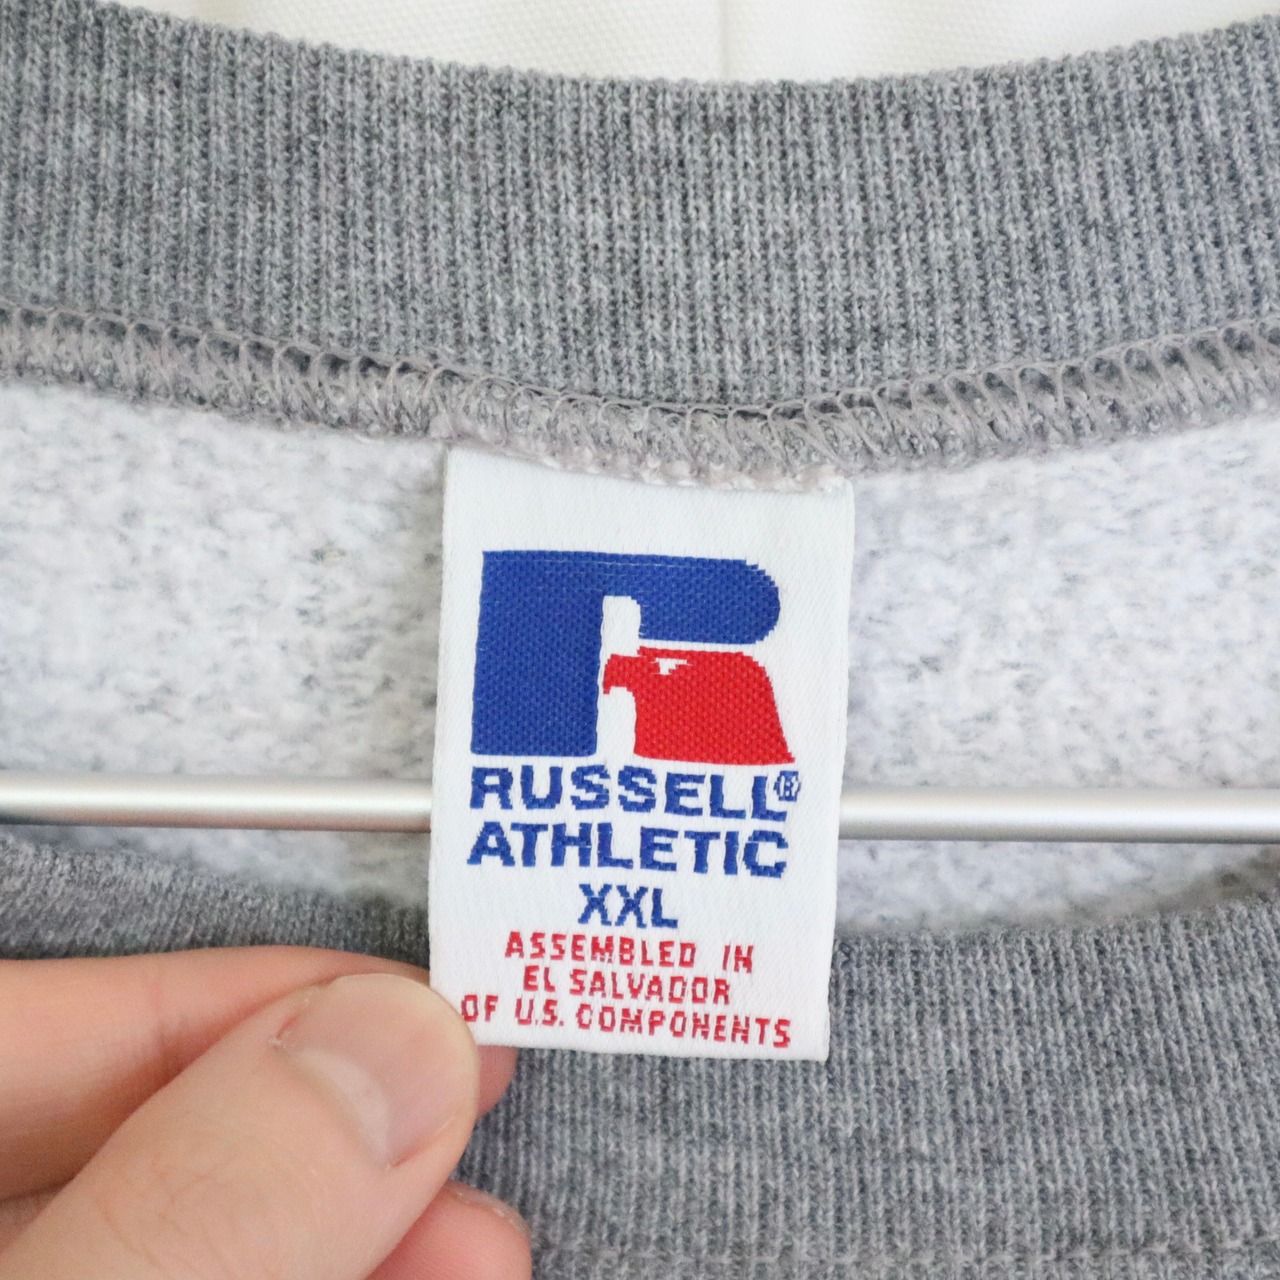 RUSSELL®
ATHLETIC
XXL
ASSEMBLED IN
EL SALVADOR
OF U.S. COMPONENTS